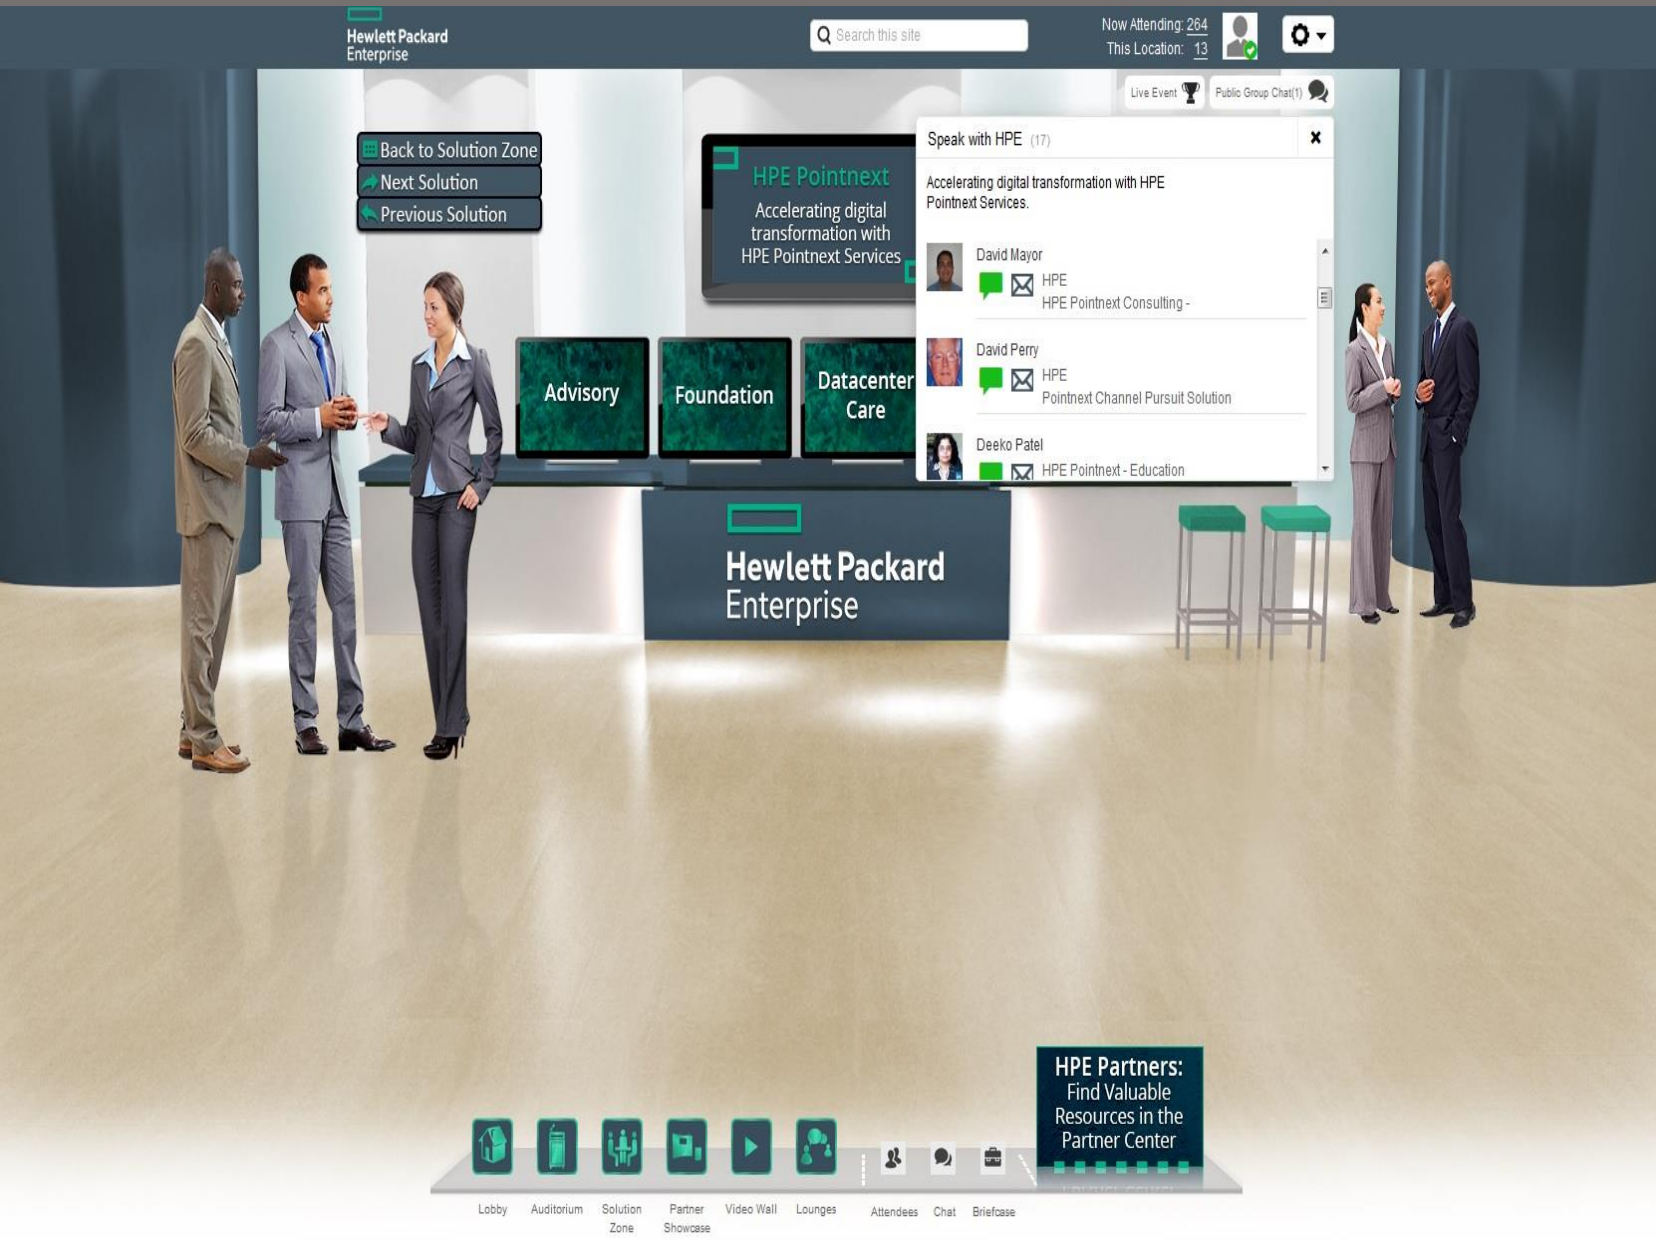 Hewlett Packard
Enterprise
Search this site
Now Attending: 264
This Location: 13
Live Event
Public Group Chat(1)
Back to Solution Zone
Next Solution
Previous Solution
HPE Pointnext
Accelerating digital
transformation with
HPE Pointnext Services
Speak with HPE (17)
Accelerating digital transformation with HPE
Pointnext Services.
David Mayor
HPE
HPE Pointnext Consulting -
David Perry
HPE
Pointnext Channel Pursuit Solution
Deeko Patel
HPE Pointnext - Education
Advisory
Foundation
Datacenter
Care
Hewlett Packard
Enterprise
HPE Partners:
Find Valuable
Resources in the
Partner Center
Lobby
Auditorium
Solution
Zone
Partner
Showcase
Video Wall
Lounges
Attendees
Chat
Briefcase